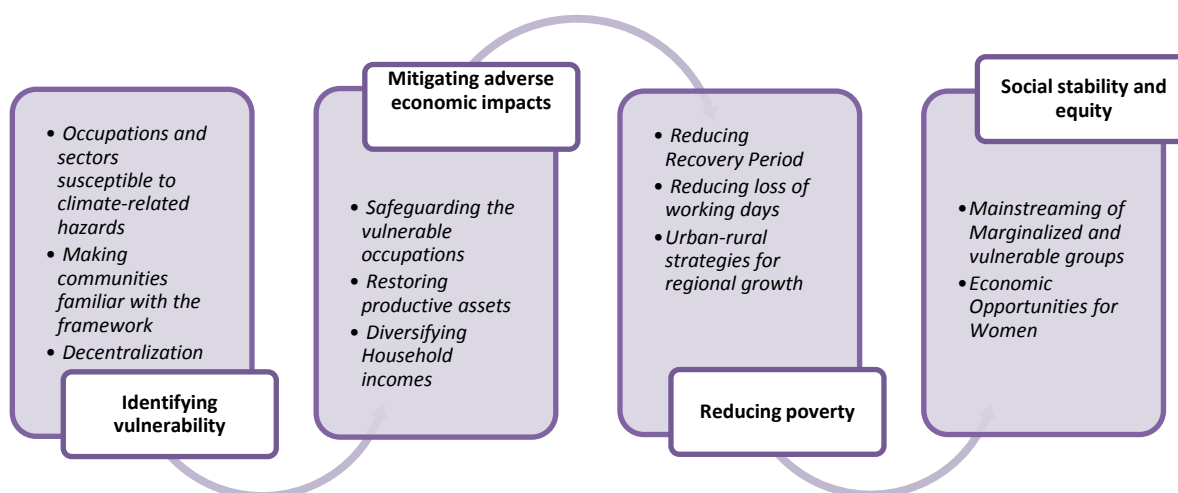 • Occupations and
sectors
susceptible to
climate-related
hazards
• Making
communities
familiar with the
framework
• Decentralization
Identifying
vulnerability
Mitigating adverse
economic impacts
• Safeguarding the
vulnerable
occupations
• Restoring
productive assets
• Diversifying
Household
incomes
• Reducing
Recovery Period
• Reducing loss of
working days
•Urban-rural
strategies for
regional growth
Reducing poverty
Social stability and
equity
•Mainstreaming of
Marginalized and
vulnerable groups
•Economic
Opportunities for
Women